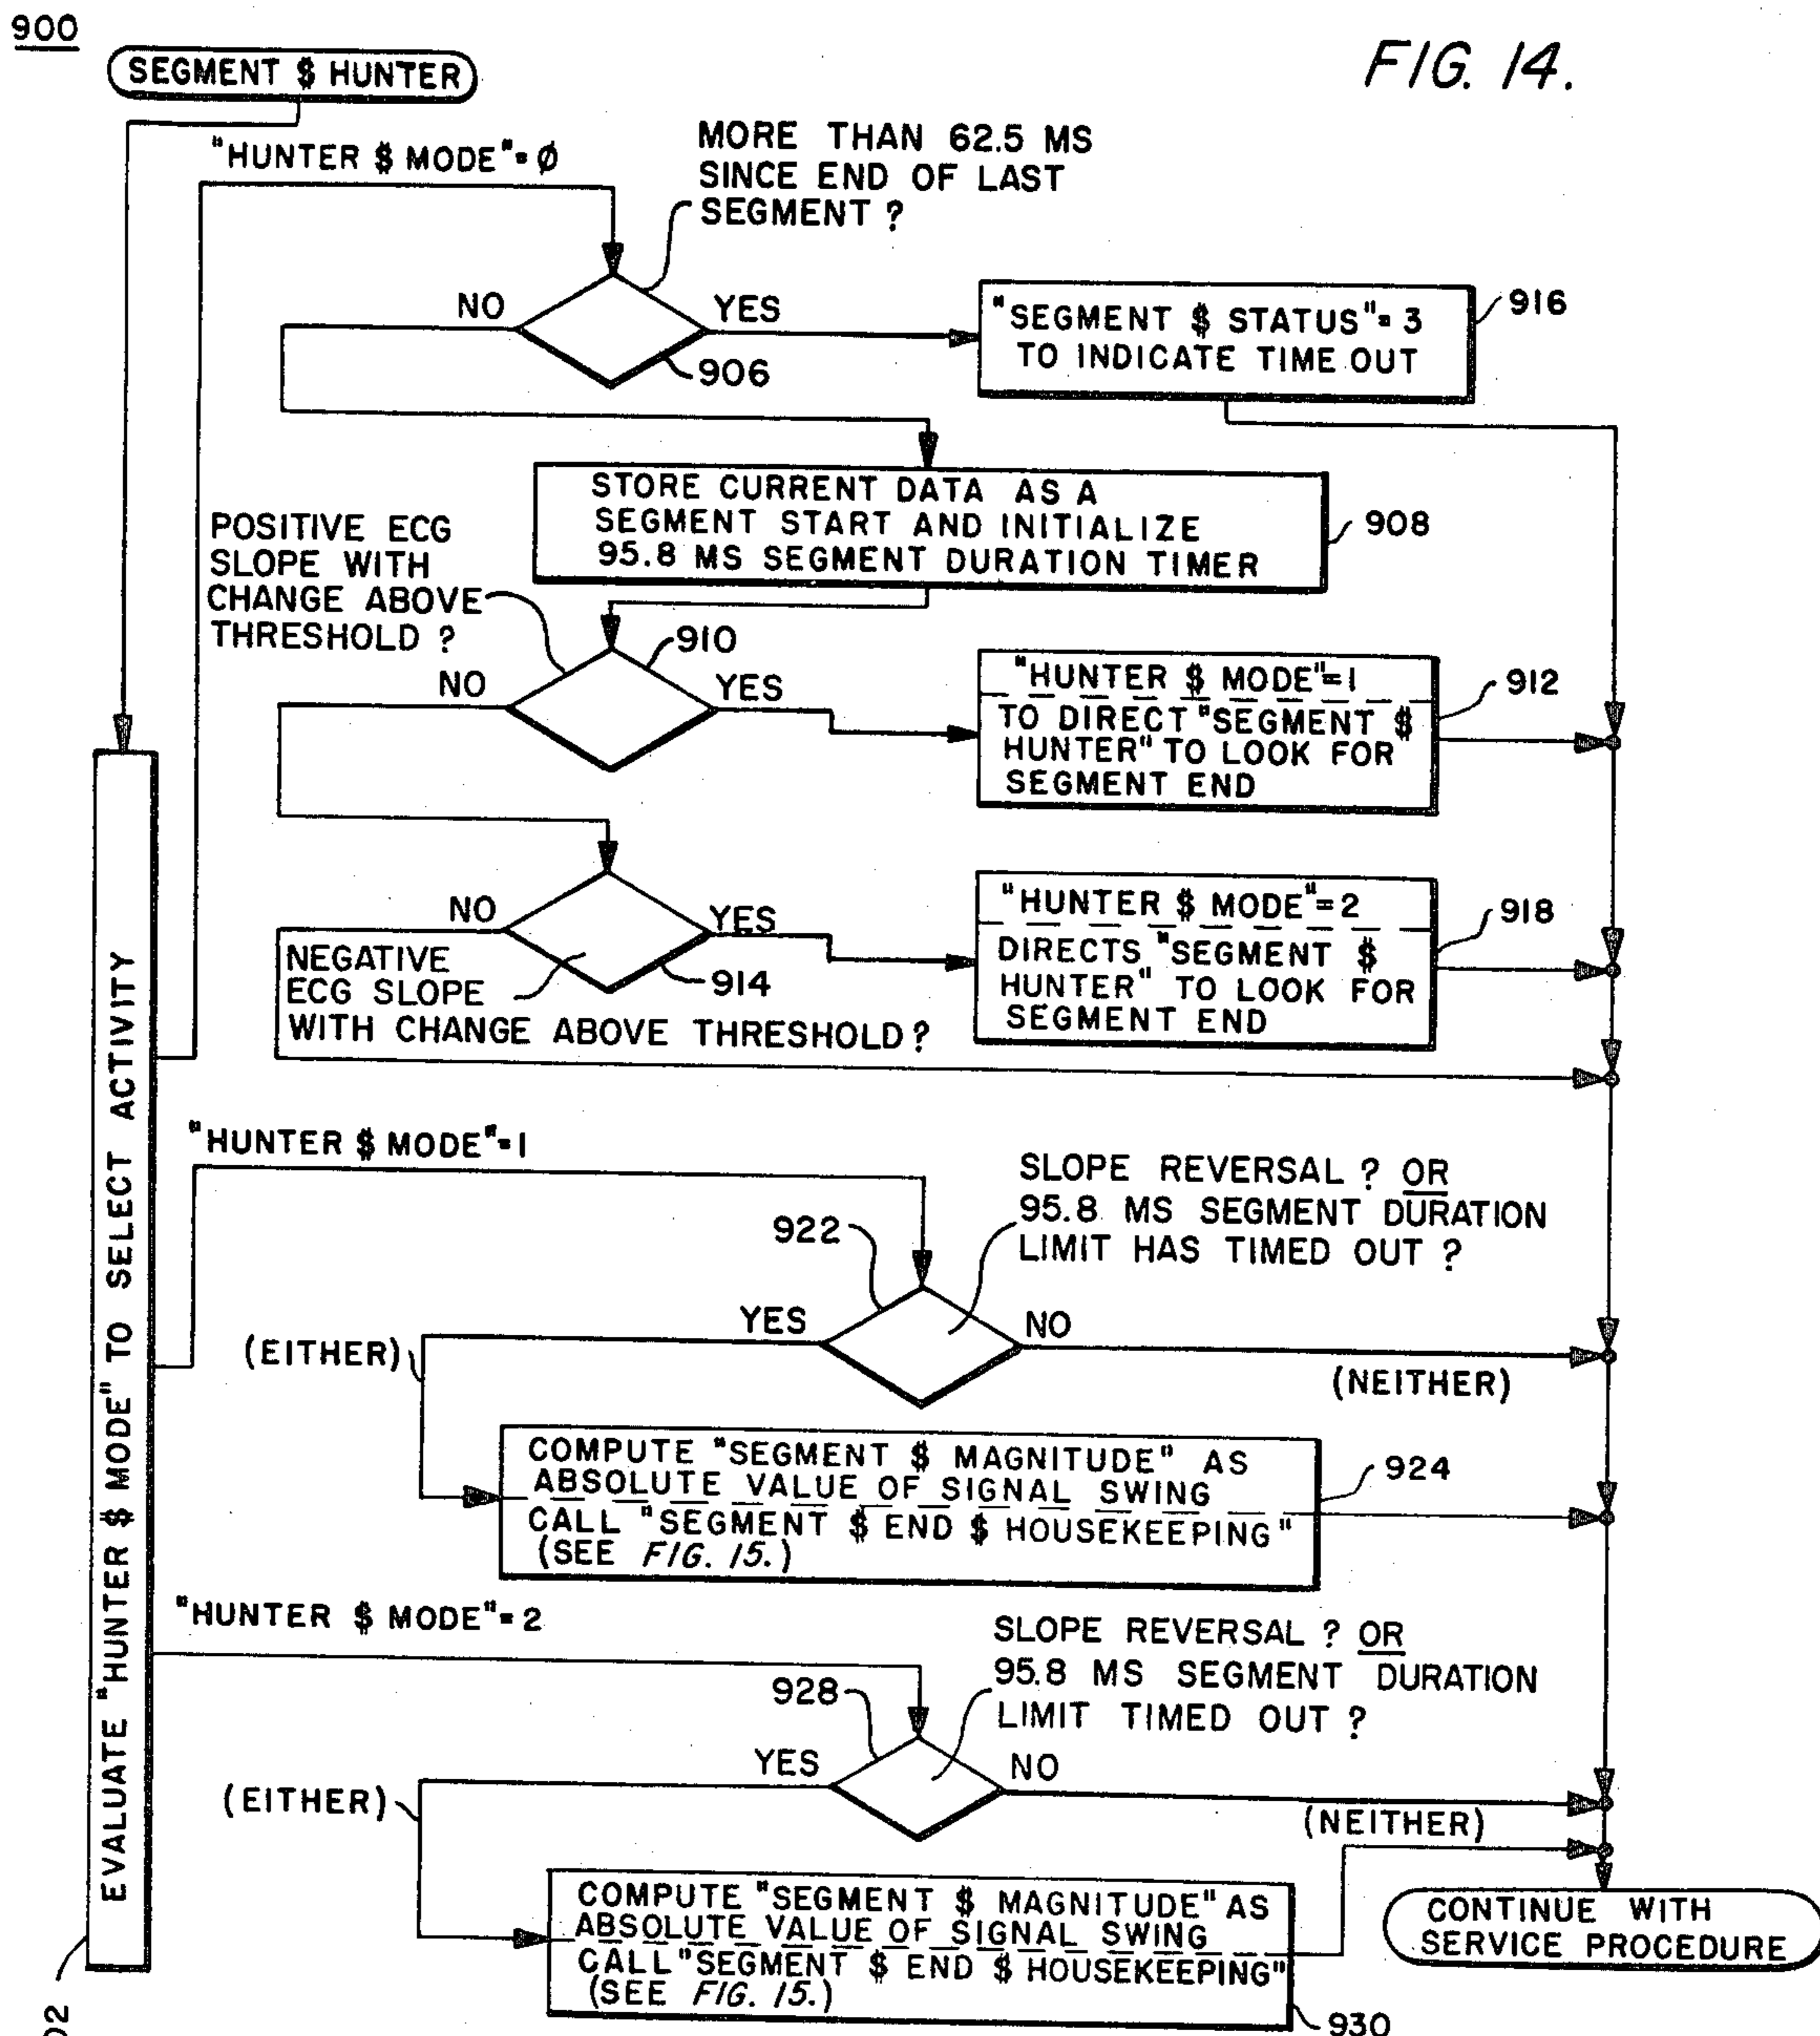 900
FIG. 14.
SEGMENT $ HUNTER
"HUNTER $ MODE"=Ø
MORE THAN 62.5 MS
SINCE END OF LAST
SEGMENT ?
NO
YES
906
"SEGMENT $ STATUS"=3
TO INDICATE TIME OUT
916
STORE CURRENT DATA AS A
SEGMENT START AND INITIALIZE
95.8 MS SEGMENT DURATION TIMER
908
POSITIVE ECG
SLOPE WITH
CHANGE ABOVE
THRESHOLD ?
910
NO
YES
"HUNTER $ MODE"=1
TO DIRECT "SEGMENT $
HUNTER" TO LOOK FOR
SEGMENT END
912
NO
YES
914
NEGATIVE
ECG SLOPE
WITH CHANGE ABOVE THRESHOLD ?
"HUNTER $ MODE"=2
DIRECTS "SEGMENT $
HUNTER" TO LOOK FOR
SEGMENT END
918
EVALUATE "HUNTER $ MODE" TO SELECT ACTIVITY
"HUNTER $ MODE"=1
SLOPE REVERSAL ? OR
95.8 MS SEGMENT DURATION
LIMIT HAS TIMED OUT ?
922
YES
NO
(EITHER)
(NEITHER)
COMPUTE "SEGMENT $ MAGNITUDE" AS
ABSOLUTE VALUE OF SIGNAL SWING
CALL "SEGMENT $ END $ HOUSEKEEPING"
(SEE FIG. 15.)
924
"HUNTER $ MODE"=2
SLOPE REVERSAL ? OR
95.8 MS SEGMENT DURATION
LIMIT TIMED OUT ?
928
YES
NO
(EITHER)
(NEITHER)
COMPUTE "SEGMENT $ MAGNITUDE" AS
ABSOLUTE VALUE OF SIGNAL SWING
CALL "SEGMENT $ END $ HOUSEKEEPING"
(SEE FIG. 15.)
930
CONTINUE WITH
SERVICE PROCEDURE